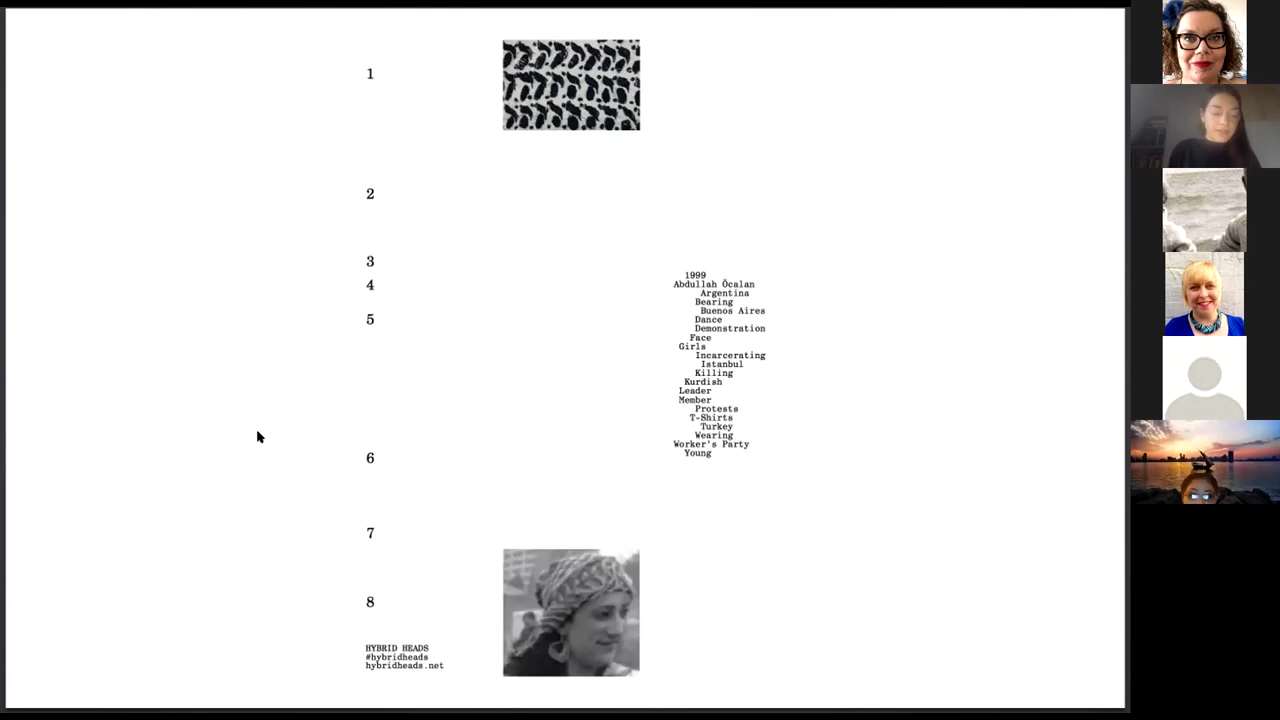 1
2
3
4
5
6
7
8
1999
Abdullah Öcalan
Argentina
Bearing
Buenos Aires
Dance
Demonstration
Face
Girls
Incarcerating
Istanbul
Killing
Kurdish
Leader
Member
Protests
T-Shirts
Turkey
Wearing
Worker's Party
Young
HYBRID HEADS
#hybridheads
hybridheads.net